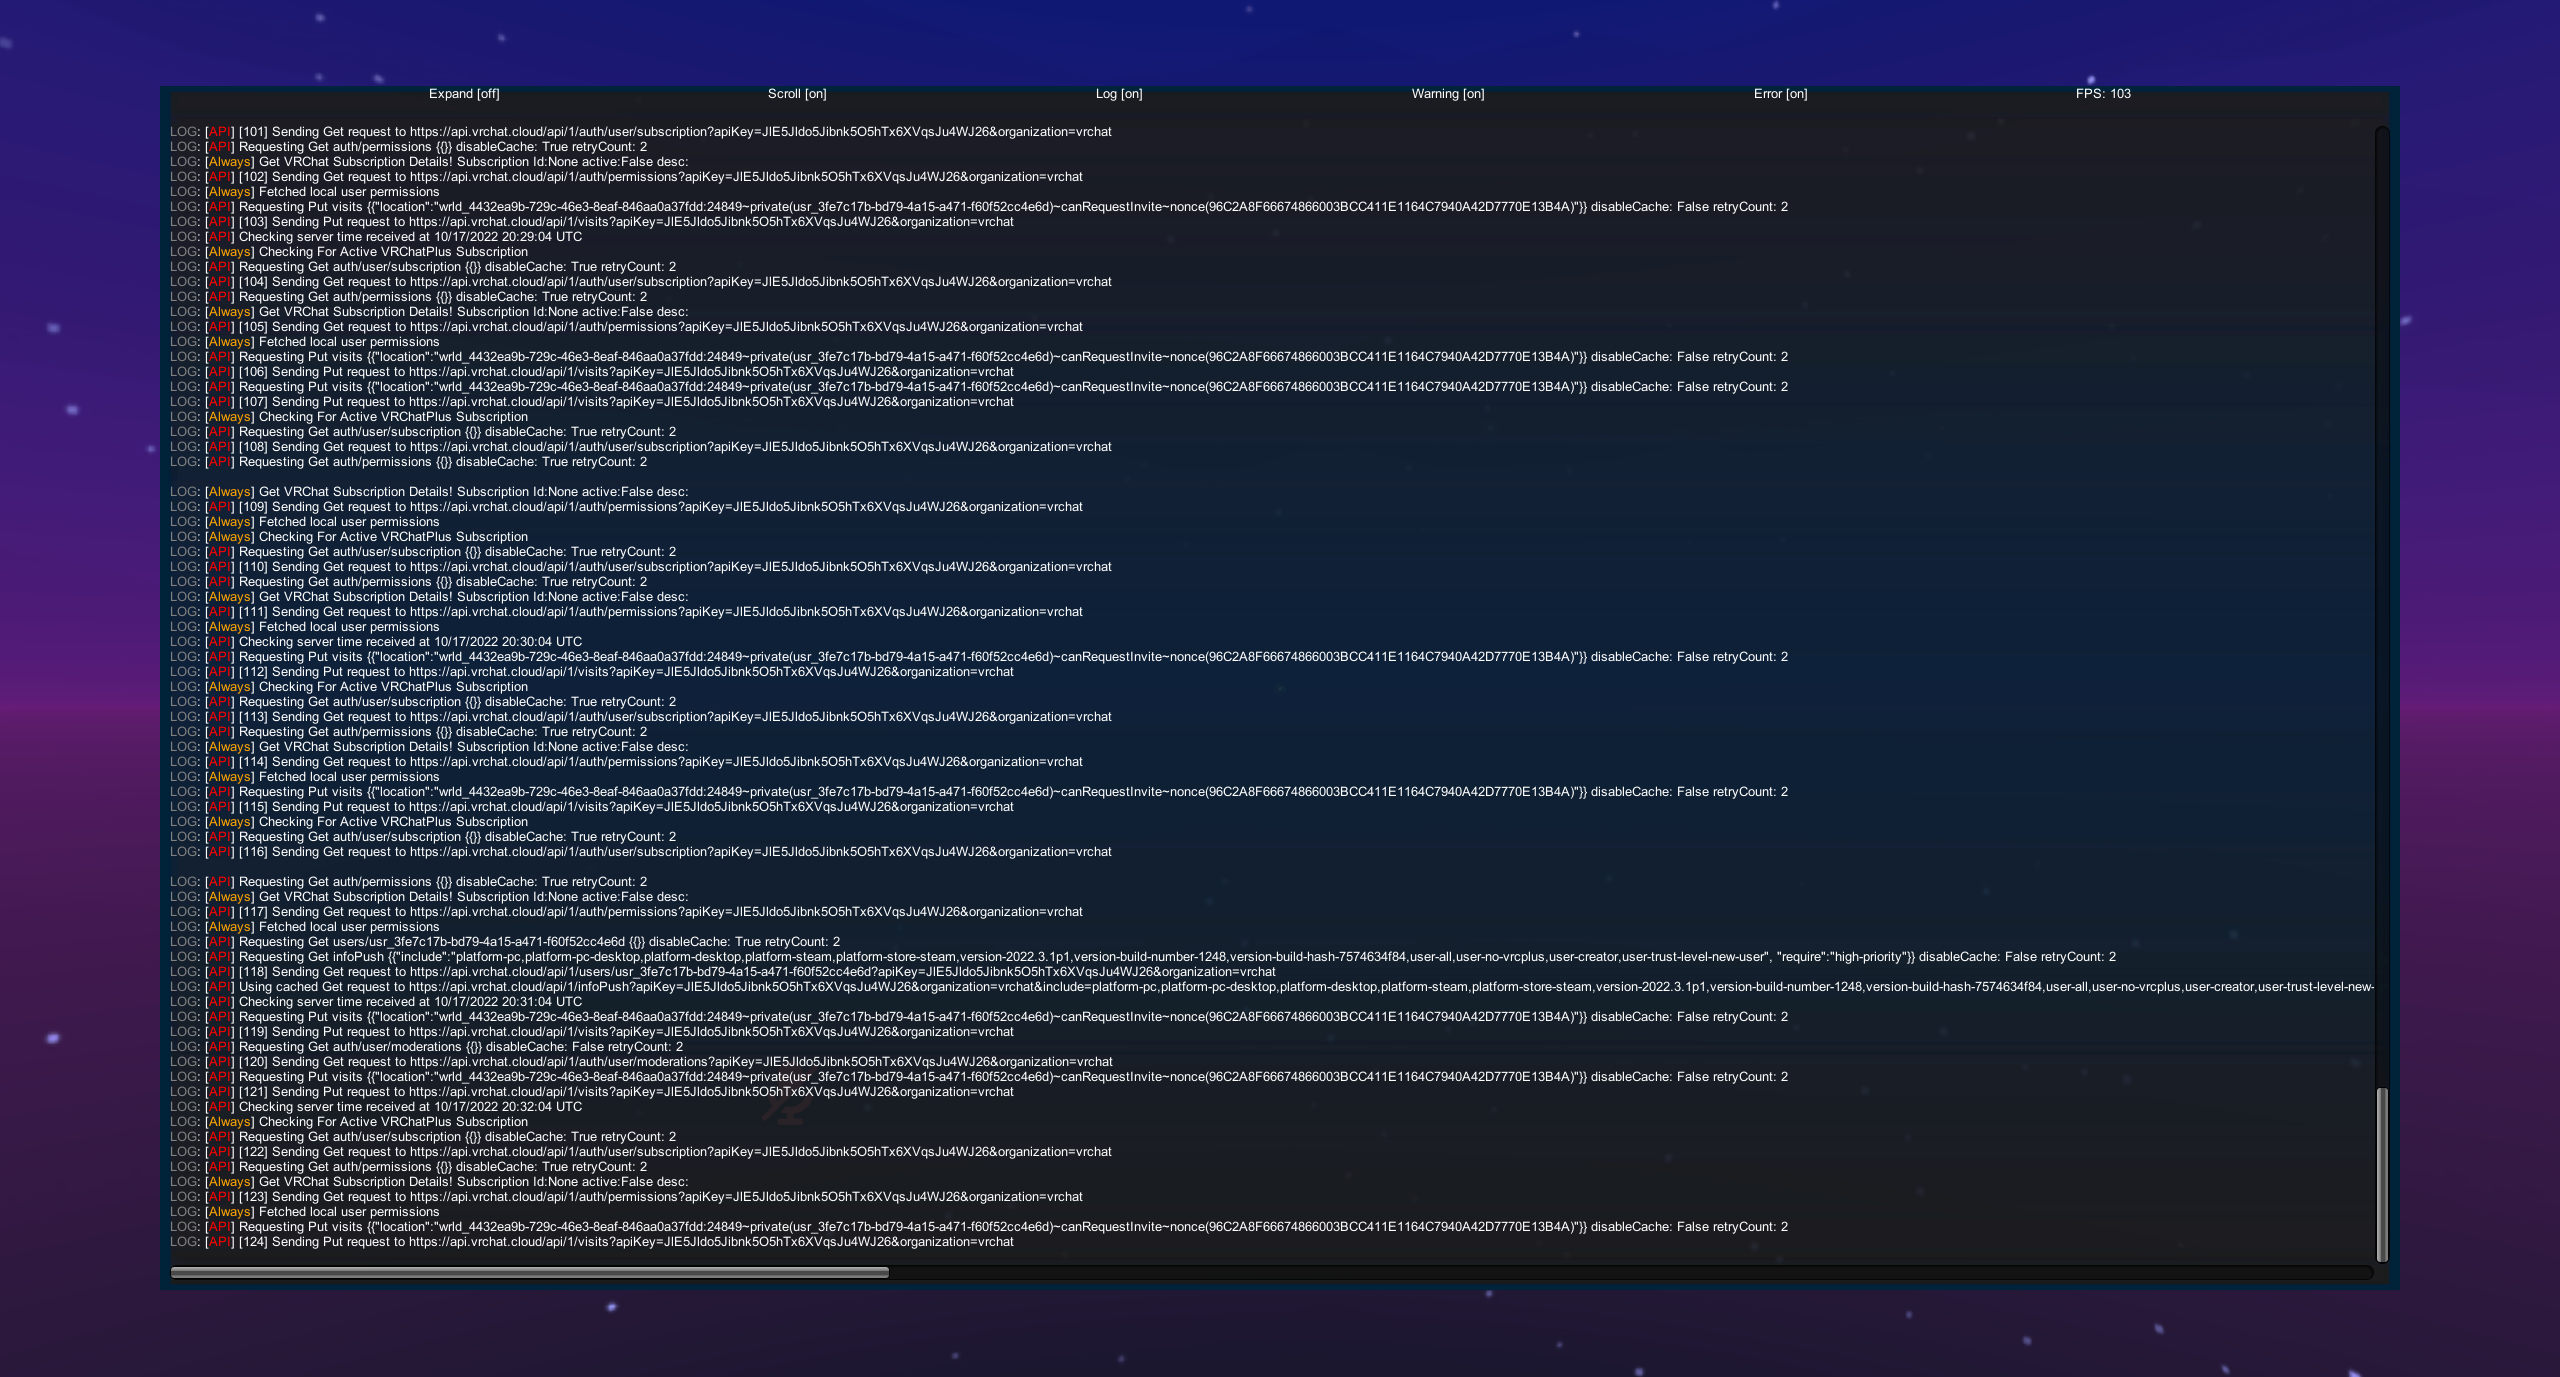 Expand [off] Scroll [on] Log [on] Warning [on] Error [on] FPS: 103
LOG: [API] [101] Sending Get request to https://api.vrchat.cloud/api/1/auth/user/subscription?apiKey=JlE5Jldo5Jibnk5O5hTx6XVqsJu4WJ26&organization=vrchat
LOG: [API] Requesting Get auth/permissions {{}} disableCache: True retryCount: 2
LOG: [Always] Get VRChat Subscription Details! Subscription Id:None active:False desc:
LOG: [API] [102] Sending Get request to https://api.vrchat.cloud/api/1/auth/permissions?apiKey=JlE5Jldo5Jibnk5O5hTx6XVqsJu4WJ26&organization=vrchat
LOG: [Always] Fetched local user permissions
LOG: [API] Requesting Put visits {{"location":"wrld_4432ea9b-729c-46e3-8eaf-846aa0a37fdd:24849~private(usr_3fe7c17b-bd79-4a15-a471-f60f52cc4e6d)~canRequestInvite~nonce(96C2A8F66674866003BCC411E1164C7940A42D7770E13B4A)"}} disableCache: False retryCount: 2
LOG: [API] [103] Sending Put request to https://api.vrchat.cloud/api/1/visits?apiKey=JlE5Jldo5Jibnk5O5hTx6XVqsJu4WJ26&organization=vrchat
LOG: [API] Checking server time received at 10/17/2022 20:29:04 UTC
LOG: [Always] Checking For Active VRChatPlus Subscription
LOG: [API] Requesting Get auth/user/subscription {{}} disableCache: True retryCount: 2
LOG: [API] [104] Sending Get request to https://api.vrchat.cloud/api/1/auth/user/subscription?apiKey=JlE5Jldo5Jibnk5O5hTx6XVqsJu4WJ26&organization=vrchat
LOG: [API] Requesting Get auth/permissions {{}} disableCache: True retryCount: 2
LOG: [Always] Get VRChat Subscription Details! Subscription Id:None active:False desc:
LOG: [API] [105] Sending Get request to https://api.vrchat.cloud/api/1/auth/permissions?apiKey=JlE5Jldo5Jibnk5O5hTx6XVqsJu4WJ26&organization=vrchat
LOG: [Always] Fetched local user permissions
LOG: [API] Requesting Put visits {{"location":"wrld_4432ea9b-729c-46e3-8eaf-846aa0a37fdd:24849~private(usr_3fe7c17b-bd79-4a15-a471-f60f52cc4e6d)~canRequestInvite~nonce(96C2A8F66674866003BCC411E1164C7940A42D7770E13B4A)"}} disableCache: False retryCount: 2
LOG: [API] [106] Sending Put request to https://api.vrchat.cloud/api/1/visits?apiKey=JlE5Jldo5Jibnk5O5hTx6XVqsJu4WJ26&organization=vrchat
LOG: [API] Requesting Put visits {{"location":"wrld_4432ea9b-729c-46e3-8eaf-846aa0a37fdd:24849~private(usr_3fe7c17b-bd79-4a15-a471-f60f52cc4e6d)~canRequestInvite~nonce(96C2A8F66674866003BCC411E1164C7940A42D7770E13B4A)"}} disableCache: False retryCount: 2
LOG: [API] [107] Sending Put request to https://api.vrchat.cloud/api/1/visits?apiKey=JlE5Jldo5Jibnk5O5hTx6XVqsJu4WJ26&organization=vrchat
LOG: [Always] Checking For Active VRChatPlus Subscription
LOG: [API] Requesting Get auth/user/subscription {{}} disableCache: True retryCount: 2
LOG: [API] [108] Sending Get request to https://api.vrchat.cloud/api/1/auth/user/subscription?apiKey=JlE5Jldo5Jibnk5O5hTx6XVqsJu4WJ26&organization=vrchat
LOG: [API] Requesting Get auth/permissions {{}} disableCache: True retryCount: 2
LOG: [Always] Get VRChat Subscription Details! Subscription Id:None active:False desc:
LOG: [API] [109] Sending Get request to https://api.vrchat.cloud/api/1/auth/permissions?apiKey=JlE5Jldo5Jibnk5O5hTx6XVqsJu4WJ26&organization=vrchat
LOG: [Always] Fetched local user permissions
LOG: [Always] Checking For Active VRChatPlus Subscription
LOG: [API] Requesting Get auth/user/subscription {{}} disableCache: True retryCount: 2
LOG: [API] [110] Sending Get request to https://api.vrchat.cloud/api/1/auth/user/subscription?apiKey=JlE5Jldo5Jibnk5O5hTx6XVqsJu4WJ26&organization=vrchat
LOG: [API] Requesting Get auth/permissions {{}} disableCache: True retryCount: 2
LOG: [Always] Get VRChat Subscription Details! Subscription Id:None active:False desc:
LOG: [API] [111] Sending Get request to https://api.vrchat.cloud/api/1/auth/permissions?apiKey=JlE5Jldo5Jibnk5O5hTx6XVqsJu4WJ26&organization=vrchat
LOG: [Always] Fetched local user permissions
LOG: [API] Checking server time received at 10/17/2022 20:30:04 UTC
LOG: [API] Requesting Put visits {{"location":"wrld_4432ea9b-729c-46e3-8eaf-846aa0a37fdd:24849~private(usr_3fe7c17b-bd79-4a15-a471-f60f52cc4e6d)~canRequestInvite~nonce(96C2A8F66674866003BCC411E1164C7940A42D7770E13B4A)"}} disableCache: False retryCount: 2
LOG: [API] [112] Sending Put request to https://api.vrchat.cloud/api/1/visits?apiKey=JlE5Jldo5Jibnk5O5hTx6XVqsJu4WJ26&organization=vrchat
LOG: [Always] Checking For Active VRChatPlus Subscription
LOG: [API] Requesting Get auth/user/subscription {{}} disableCache: True retryCount: 2
LOG: [API] [113] Sending Get request to https://api.vrchat.cloud/api/1/auth/user/subscription?apiKey=JlE5Jldo5Jibnk5O5hTx6XVqsJu4WJ26&organization=vrchat
LOG: [API] Requesting Get auth/permissions {{}} disableCache: True retryCount: 2
LOG: [Always] Get VRChat Subscription Details! Subscription Id:None active:False desc:
LOG: [API] [114] Sending Get request to https://api.vrchat.cloud/api/1/auth/permissions?apiKey=JlE5Jldo5Jibnk5O5hTx6XVqsJu4WJ26&organization=vrchat
LOG: [Always] Fetched local user permissions
LOG: [API] Requesting Put visits {{"location":"wrld_4432ea9b-729c-46e3-8eaf-846aa0a37fdd:24849~private(usr_3fe7c17b-bd79-4a15-a471-f60f52cc4e6d)~canRequestInvite~nonce(96C2A8F66674866003BCC411E1164C7940A42D7770E13B4A)"}} disableCache: False retryCount: 2
LOG: [API] [115] Sending Put request to https://api.vrchat.cloud/api/1/visits?apiKey=JlE5Jldo5Jibnk5O5hTx6XVqsJu4WJ26&organization=vrchat
LOG: [Always] Checking For Active VRChatPlus Subscription
LOG: [API] Requesting Get auth/user/subscription {{}} disableCache: True retryCount: 2
LOG: [API] [116] Sending Get request to https://api.vrchat.cloud/api/1/auth/user/subscription?apiKey=JlE5Jldo5Jibnk5O5hTx6XVqsJu4WJ26&organization=vrchat
LOG: [API] Requesting Get auth/permissions {{}} disableCache: True retryCount: 2
LOG: [Always] Get VRChat Subscription Details! Subscription Id:None active:False desc:
LOG: [API] [117] Sending Get request to https://api.vrchat.cloud/api/1/auth/permissions?apiKey=JlE5Jldo5Jibnk5O5hTx6XVqsJu4WJ26&organization=vrchat
LOG: [Always] Fetched local user permissions
LOG: [API] Requesting Get users/usr_3fe7c17b-bd79-4a15-a471-f60f52cc4e6d {{}} disableCache: True retryCount: 2
LOG: [API] Requesting Get infoPush {{"include":"platform-pc,platform-pc-desktop,platform-desktop,platform-steam,platform-store-steam,version-2022.3.1p1,version-build-number-1248,version-build-hash-7574634f84,user-all,user-no-vrcplus,user-creator,user-trust-level-new-user", "require":"high-priority"}} disableCache: False retryCount: 2
LOG: [API] [118] Sending Get request to https://api.vrchat.cloud/api/1/users/usr_3fe7c17b-bd79-4a15-a471-f60f52cc4e6d?apiKey=JlE5Jldo5Jibnk5O5hTx6XVqsJu4WJ26&organization=vrchat
LOG: [API] Using cached Get request to https://api.vrchat.cloud/api/1/infoPush?apiKey=JlE5Jldo5Jibnk5O5hTx6XVqsJu4WJ26&organization=vrchat&include=platform-pc,platform-pc-desktop,platform-desktop,platform-steam,platform-store-steam,version-2022.3.1p1,version-build-number-1248,version-build-hash-7574634f84,user-all,user-no-vrcplus,user-creator,user-trust-level-new-
LOG: [API] Checking server time received at 10/17/2022 20:31:04 UTC
LOG: [API] Requesting Put visits {{"location":"wrld_4432ea9b-729c-46e3-8eaf-846aa0a37fdd:24849~private(usr_3fe7c17b-bd79-4a15-a471-f60f52cc4e6d)~canRequestInvite~nonce(96C2A8F66674866003BCC411E1164C7940A42D7770E13B4A)"}} disableCache: False retryCount: 2
LOG: [API] [119] Sending Put request to https://api.vrchat.cloud/api/1/visits?apiKey=JlE5Jldo5Jibnk5O5hTx6XVqsJu4WJ26&organization=vrchat
LOG: [API] Requesting Get auth/user/moderations {{}} disableCache: False retryCount: 2
LOG: [API] [120] Sending Get request to https://api.vrchat.cloud/api/1/auth/user/moderations?apiKey=JlE5Jldo5Jibnk5O5hTx6XVqsJu4WJ26&organization=vrchat
LOG: [API] Requesting Put visits {{"location":"wrld_4432ea9b-729c-46e3-8eaf-846aa0a37fdd:24849~private(usr_3fe7c17b-bd79-4a15-a471-f60f52cc4e6d)~canRequestInvite~nonce(96C2A8F66674866003BCC411E1164C7940A42D7770E13B4A)"}} disableCache: False retryCount: 2
LOG: [API] [121] Sending Put request to https://api.vrchat.cloud/api/1/visits?apiKey=JlE5Jldo5Jibnk5O5hTx6XVqsJu4WJ26&organization=vrchat
LOG: [API] Checking server time received at 10/17/2022 20:32:04 UTC
LOG: [Always] Checking For Active VRChatPlus Subscription
LOG: [API] Requesting Get auth/user/subscription {{}} disableCache: True retryCount: 2
LOG: [API] [122] Sending Get request to https://api.vrchat.cloud/api/1/auth/user/subscription?apiKey=JlE5Jldo5Jibnk5O5hTx6XVqsJu4WJ26&organization=vrchat
LOG: [API] Requesting Get auth/permissions {{}} disableCache: True retryCount: 2
LOG: [Always] Get VRChat Subscription Details! Subscription Id:None active:False desc:
LOG: [API] [123] Sending Get request to https://api.vrchat.cloud/api/1/auth/permissions?apiKey=JlE5Jldo5Jibnk5O5hTx6XVqsJu4WJ26&organization=vrchat
LOG: [Always] Fetched local user permissions
LOG: [API] Requesting Put visits {{"location":"wrld_4432ea9b-729c-46e3-8eaf-846aa0a37fdd:24849~private(usr_3fe7c17b-bd79-4a15-a471-f60f52cc4e6d)~canRequestInvite~nonce(96C2A8F66674866003BCC411E1164C7940A42D7770E13B4A)"}} disableCache: False retryCount: 2
LOG: [API] [124] Sending Put request to https://api.vrchat.cloud/api/1/visits?apiKey=JlE5Jldo5Jibnk5O5hTx6XVqsJu4WJ26&organization=vrchat